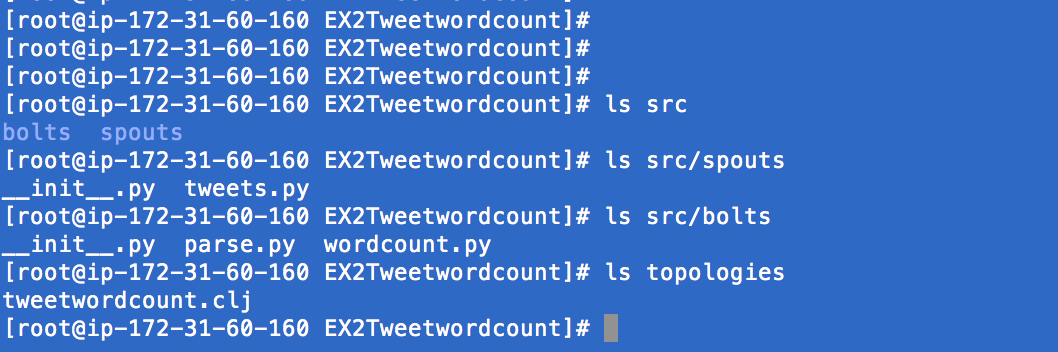 [root@ip-172-31-60-160 EX2Tweetwordcount]#
[root@ip-172-31-60-160 EX2Tweetwordcount]#
[root@ip-172-31-60-160 EX2Tweetwordcount]#
[root@ip-172-31-60-160 EX2Tweetwordcount]# ls src
bolts  spouts
[root@ip-172-31-60-160 EX2Tweetwordcount]# ls src/spouts
__init__.py  tweets.py
[root@ip-172-31-60-160 EX2Tweetwordcount]# ls src/bolts
__init__.py  parse.py  wordcount.py
[root@ip-172-31-60-160 EX2Tweetwordcount]# ls topologies
tweetwordcount.clj
[root@ip-172-31-60-160 EX2Tweetwordcount]#